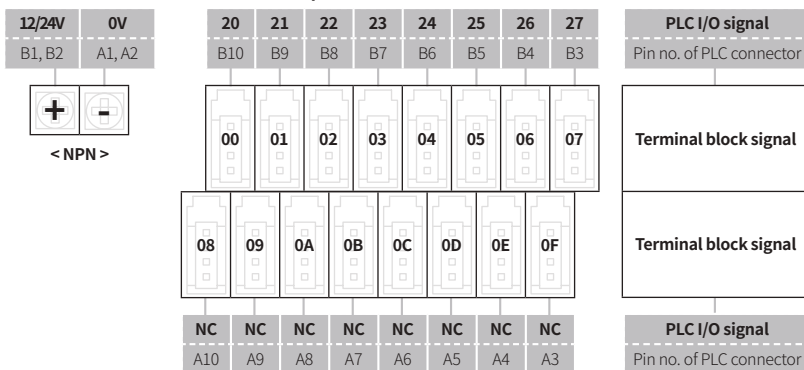 12/24V 0V 20 21 22 23 24 25 26 27 PLC I/O signal
B1, B2 A1, A2 B10 B9 B8 B7 B6 B5 B4 B3 Pin no. of PLC connector
+ -
00 01 02 03 04 05 06 07 Terminal block signal
< NPN >
08 09 0A 0B 0C 0D 0E 0F Terminal block signal
NC NC NC NC NC NC NC NC PLC I/O signal
A10 A9 A8 A7 A6 A5 A4 A3 Pin no. of PLC connector